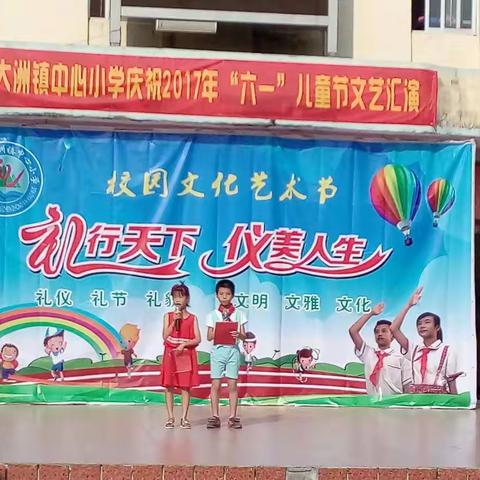 大洲镇中心小学庆祝2017年“六一”儿童节文艺汇演
校园文化艺术节
礼行天下 仪美人生
礼仪 礼节 礼貌 文明 文雅 文化